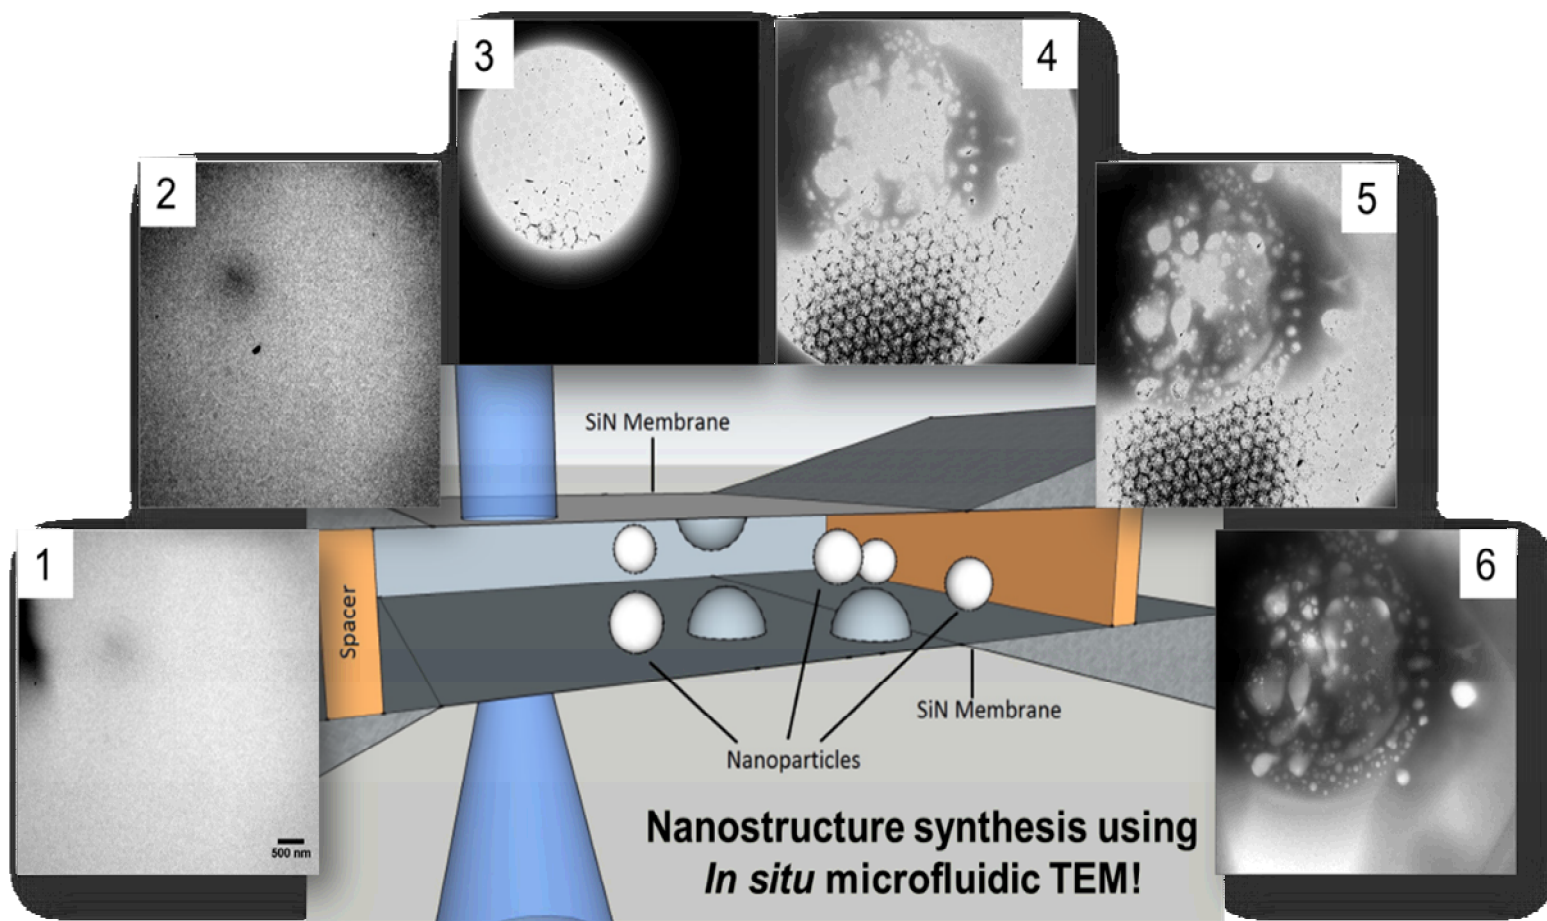 3
4
2
5
SiN Membrane
1
6
Spacer
SiN Membrane
Nanoparticles
500 nm
Nanostructure synthesis using
In situ microfluidic TEM!